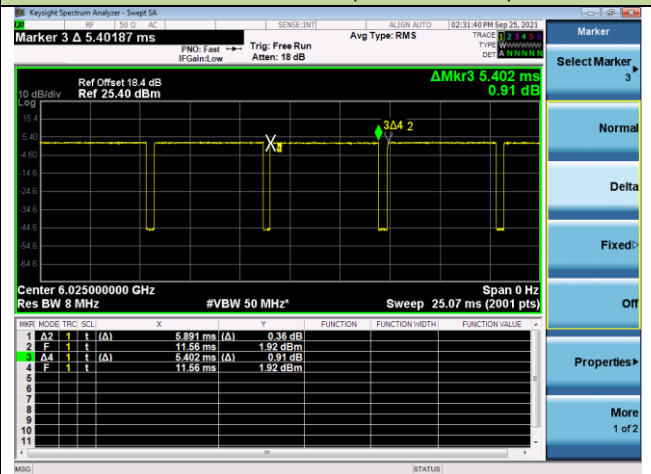 Keysight Spectrum Analyzer - Swept SA
LXI RF 50 Ω AC SENSE:INT ALIGN AUTO 02:31:40 PM Sep 25, 2021
Marker 3 Δ 5.40187 ms
PNO: Fast
IFGain:Low
Trig: Free Run
Atten: 18 dB
Avg Type: RMS
TRACE 1 2 3 4 5 6
TYPE WWWWWW
DET A N N N N N
ΔMkr3 5.402 ms
0.91 dB
Ref Offset 18.4 dB
10 dB/div Ref 25.40 dBm
Log
15.4
5.40
-4.60
-14.6
-24.6
-34.6
-44.6
-54.6
-64.6
3Δ4 2
Center 6.025000000 GHz Span 0 Hz
Res BW 8 MHz #VBW 50 MHz* Sweep 25.07 ms (2001 pts)
MKR MODE TRC SCL X Y FUNCTION FUNCTION WIDTH FUNCTION VALUE
1 Δ2 1 t (Δ) 5.891 ms (Δ) 0.36 dB
2 F 1 t 11.56 ms 1.92 dBm
3 Δ4 1 t (Δ) 5.402 ms (Δ) 0.91 dB
4 F 1 t 11.56 ms 1.92 dBm
5
6
7
8
9
10
11
MSG STATUS
Marker
Select Marker
3
Normal
Delta
Fixed
Off
Properties
More
1 of 2